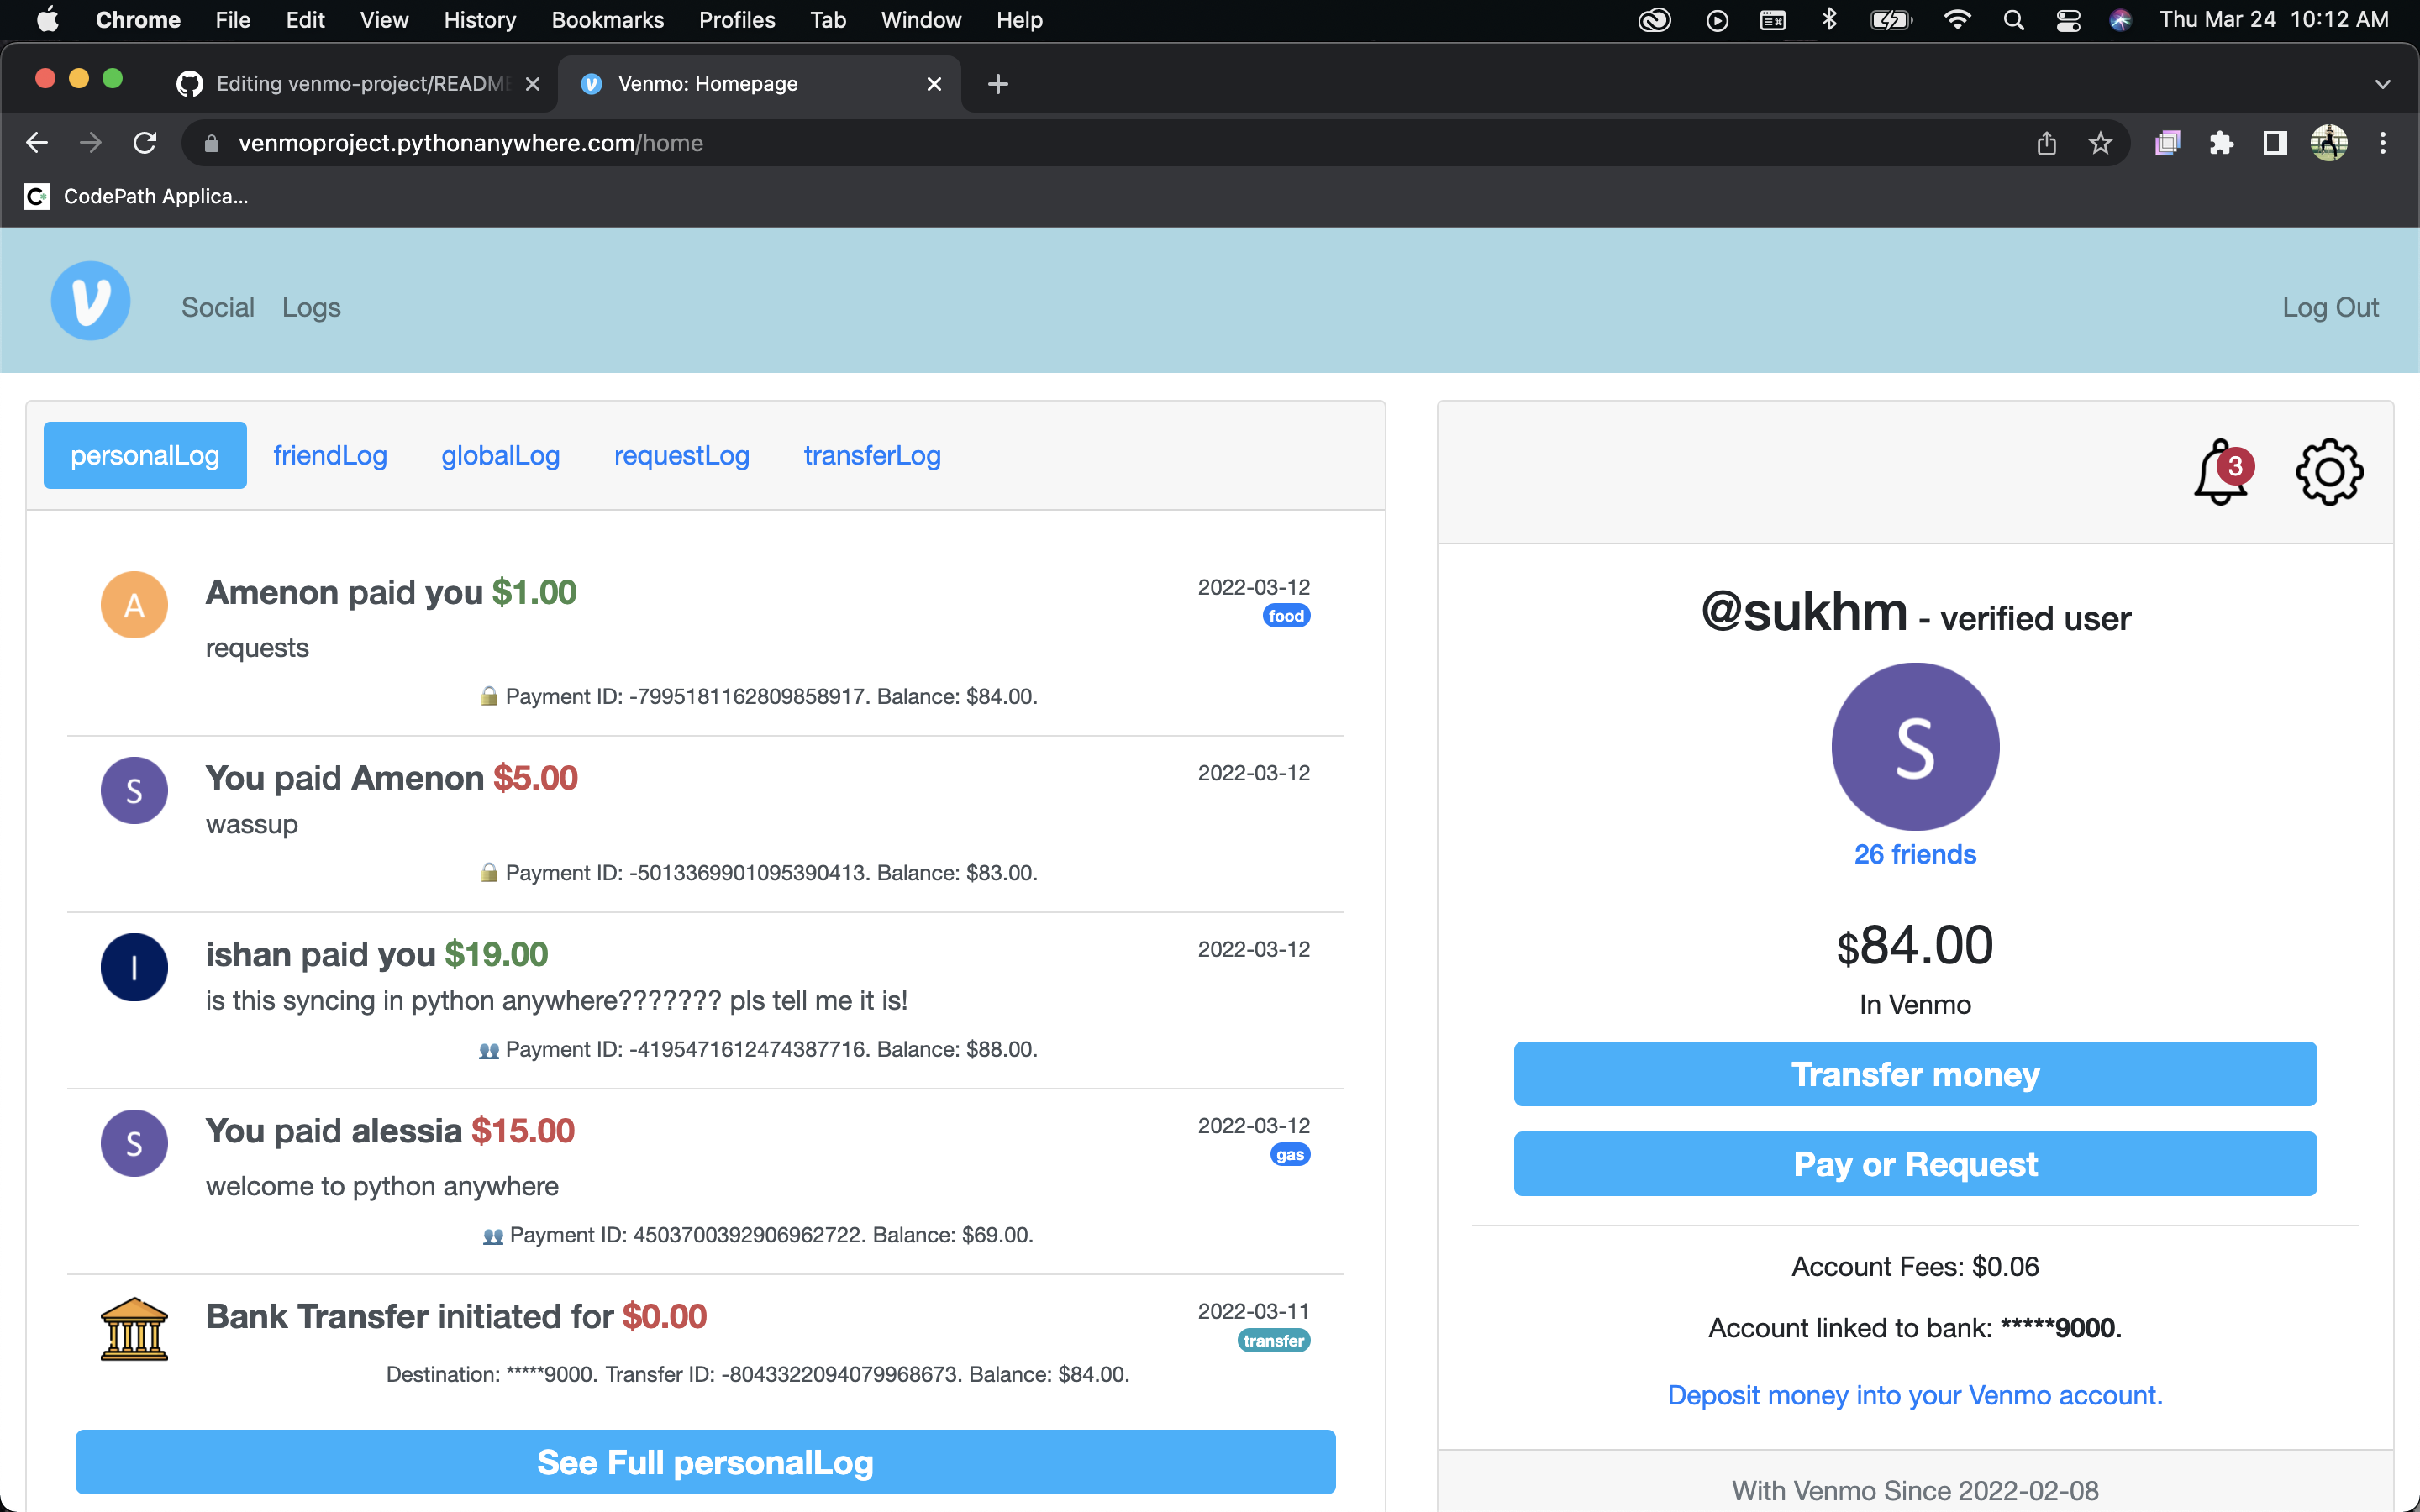 Chrome File Edit View History Bookmarks Profiles Tab Window Help Thu Mar 24 10:12 AM
Editing venmo-project/README Venmo: Homepage
venmoproject.pythonanywhere.com/home
CodePath Applica...
Social Logs Log Out
personalLog friendLog globalLog requestLog transferLog
3
A
Amenon paid you $1.00
2022-03-12
food
requests
Payment ID: -7995181162809858917. Balance: $84.00.
S
You paid Amenon $5.00
2022-03-12
wassup
Payment ID: -5013369901095390413. Balance: $83.00.
I
ishan paid you $19.00
2022-03-12
is this syncing in python anywhere??????? pls tell me it is!
Payment ID: -4195471612474387716. Balance: $88.00.
S
You paid alessia $15.00
2022-03-12
gas
welcome to python anywhere
Payment ID: 4503700392906962722. Balance: $69.00.
Bank Transfer initiated for $0.00
2022-03-11
transfer
Destination: *****9000. Transfer ID: -8043322094079968673. Balance: $84.00.
See Full personalLog
@sukhm - verified user
S
26 friends
$84.00
In Venmo
Transfer money
Pay or Request
Account Fees: $0.06
Account linked to bank: *****9000.
Deposit money into your Venmo account.
With Venmo Since 2022-02-08